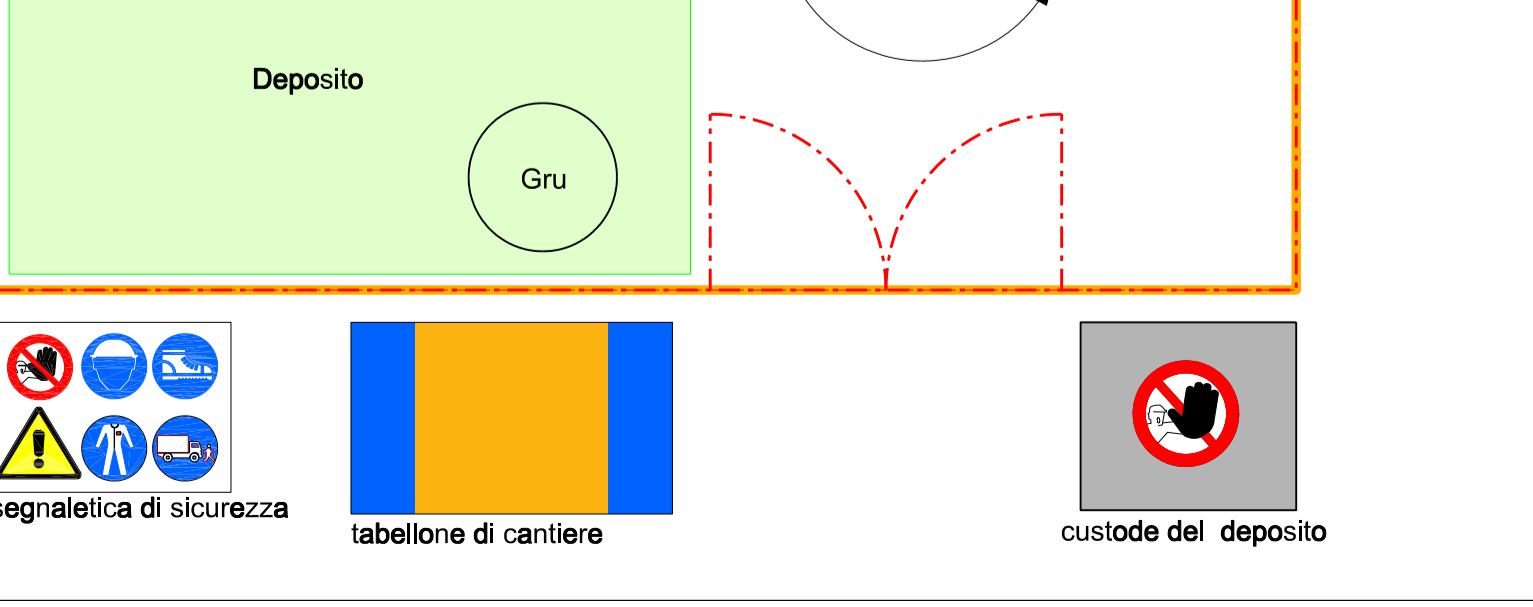 Deposito
Gru
segnaletica di sicurezza
tabellone di cantiere
custode del deposito